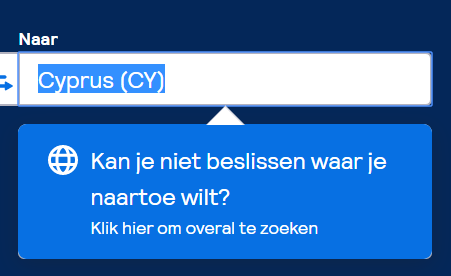 Naar
Cyprus (CY)
Kan je niet beslissen waar je
naartoe wilt?
Klik hier om overal te zoeken